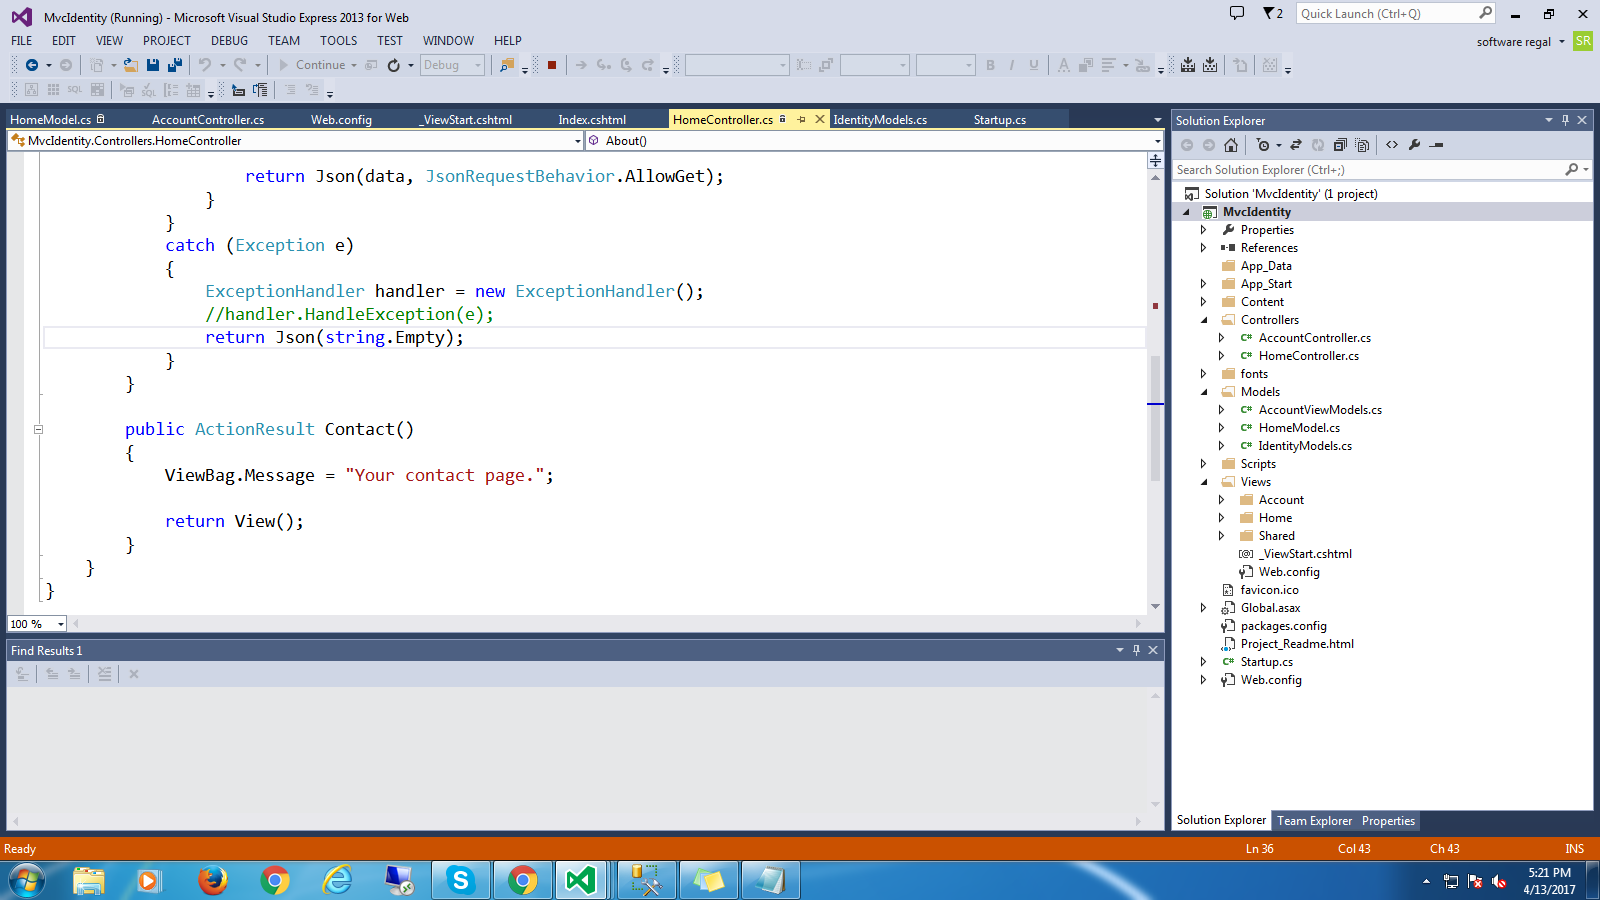 MvcIdentity (Running) - Microsoft Visual Studio Express 2013 for Web
2
Quick Launch (Ctrl+Q)
FILE EDIT VIEW PROJECT DEBUG TEAM TOOLS TEST WINDOW HELP
software regal SR
Continue Debug
B I U A
SQL SQL
HomeModel.cs AccountController.cs Web.config _ViewStart.cshtml Index.cshtml HomeController.cs IdentityModels.cs Startup.cs
MvcIdentity.Controllers.HomeController About()
return Json(data, JsonRequestBehavior.AllowGet);
}
}
catch (Exception e)
{
ExceptionHandler handler = new ExceptionHandler();
//handler.HandleException(e);
return Json(string.Empty);
}
}
public ActionResult Contact()
{
ViewBag.Message = "Your contact page.";
return View();
}
}
}
100 %
Find Results 1
Solution Explorer
Search Solution Explorer (Ctrl+;)
Solution 'MvcIdentity' (1 project)
MvcIdentity
Properties
References
App_Data
App_Start
Content
Controllers
C# AccountController.cs
C# HomeController.cs
fonts
Models
C# AccountViewModels.cs
C# HomeModel.cs
C# IdentityModels.cs
Scripts
Views
Account
Home
Shared
[@] _ViewStart.cshtml
Web.config
favicon.ico
Global.asax
packages.config
Project_Readme.html
C# Startup.cs
Web.config
Solution Explorer Team Explorer Properties
Ready Ln 36 Col 43 Ch 43 INS
5:21 PM
4/13/2017